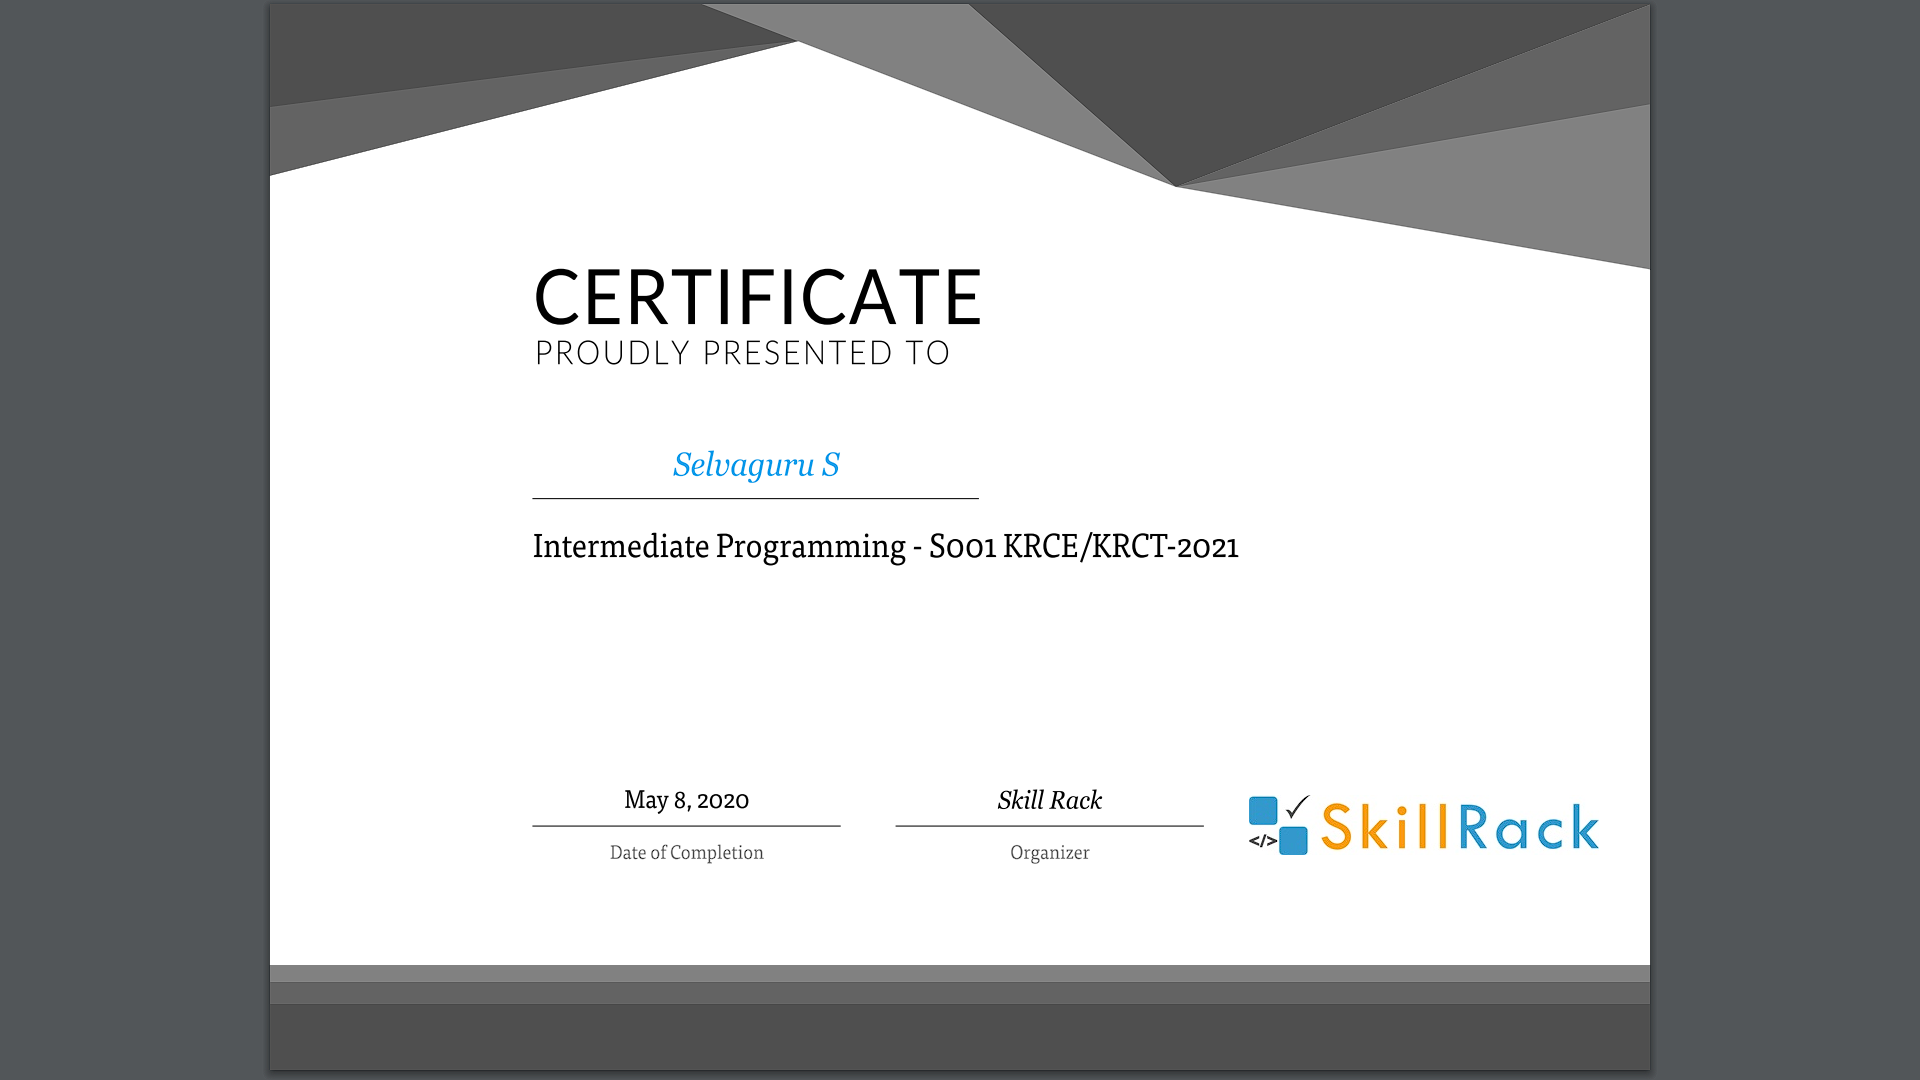 CERTIFICATE
PROUDLY PRESENTED TO
Selvaguru S
Intermediate Programming - S001 KRCE/KRCT-2021
May 8, 2020
Date of Completion
Skill Rack
Organizer
</> SkillRack